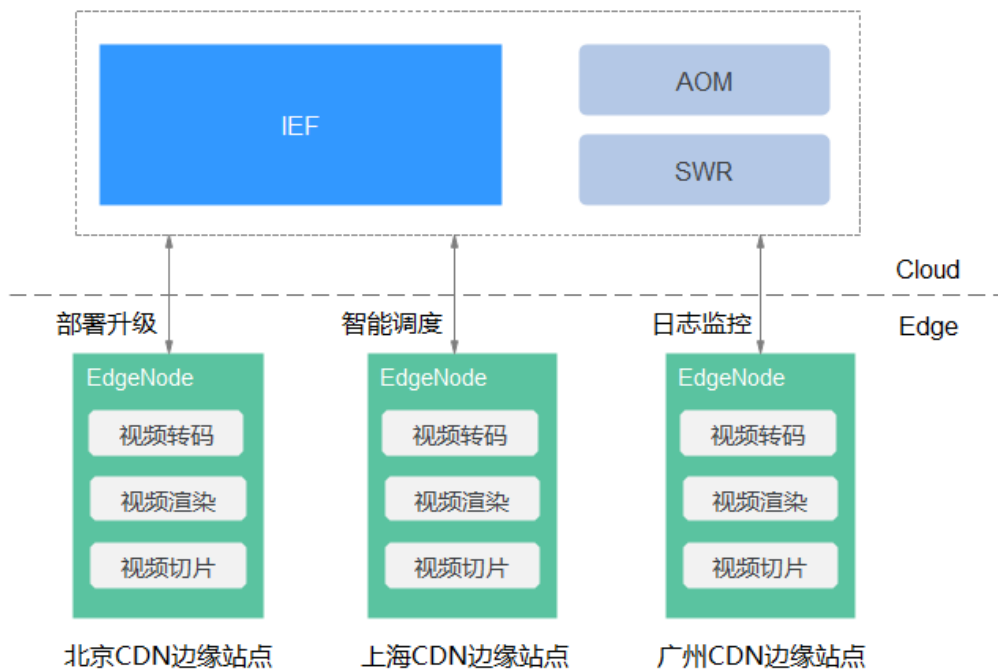 IEF
AOM
SWR
Cloud
部署升级
智能调度
日志监控
Edge
EdgeNode
视频转码
视频渲染
视频切片
EdgeNode
视频转码
视频渲染
视频切片
EdgeNode
视频转码
视频渲染
视频切片
北京CDN边缘站点
上海CDN边缘站点
广州CDN边缘站点